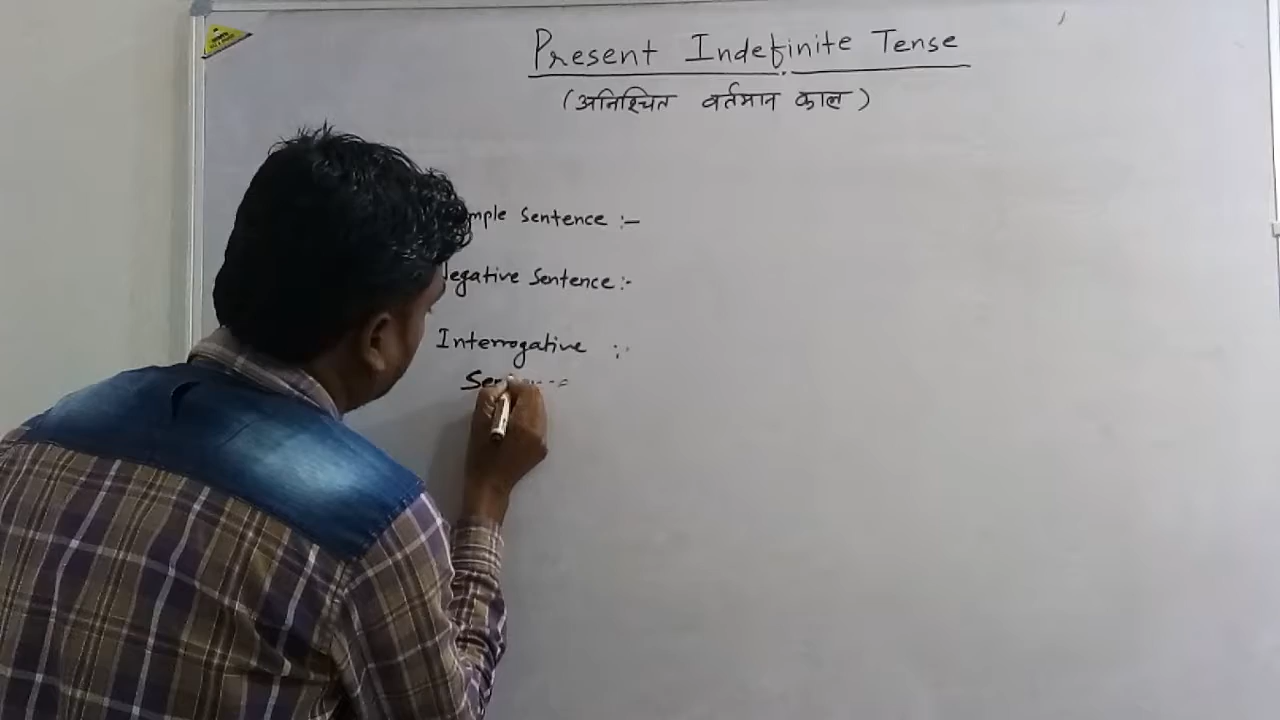 Present Indefinite Tense
(अनिश्चित वर्तमान काल)
Sentence :-
Sentence :-
Interrogative :-